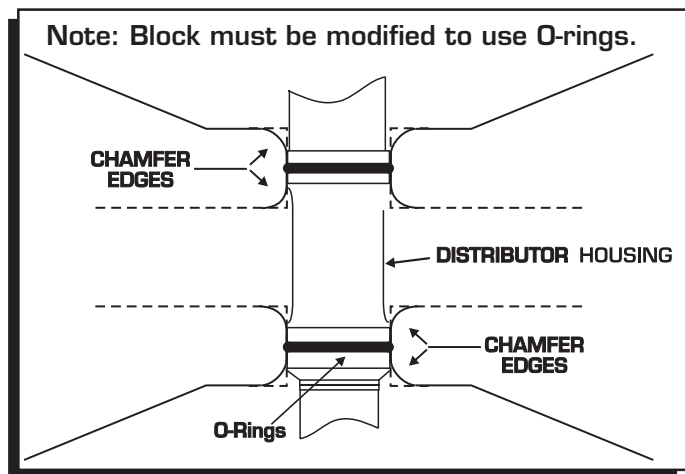 Note: Block must be modified to use O-rings.
CHAMFER
EDGES
DISTRIBUTOR HOUSING
CHAMFER
EDGES
O-Rings